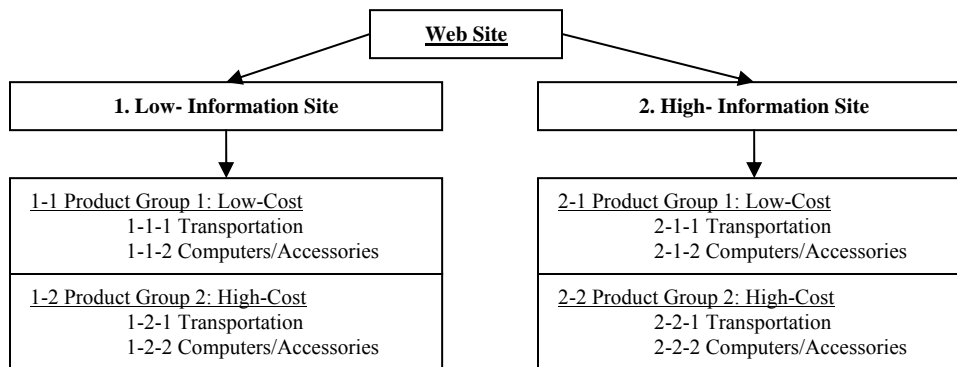 Web Site
1. Low- Information Site
2. High- Information Site
1-1 Product Group 1: Low-Cost
1-1-1 Transportation
1-1-2 Computers/Accessories
1-2 Product Group 2: High-Cost
1-2-1 Transportation
1-2-2 Computers/Accessories
2-1 Product Group 1: Low-Cost
2-1-1 Transportation
2-1-2 Computers/Accessories
2-2 Product Group 2: High-Cost
2-2-1 Transportation
2-2-2 Computers/Accessories